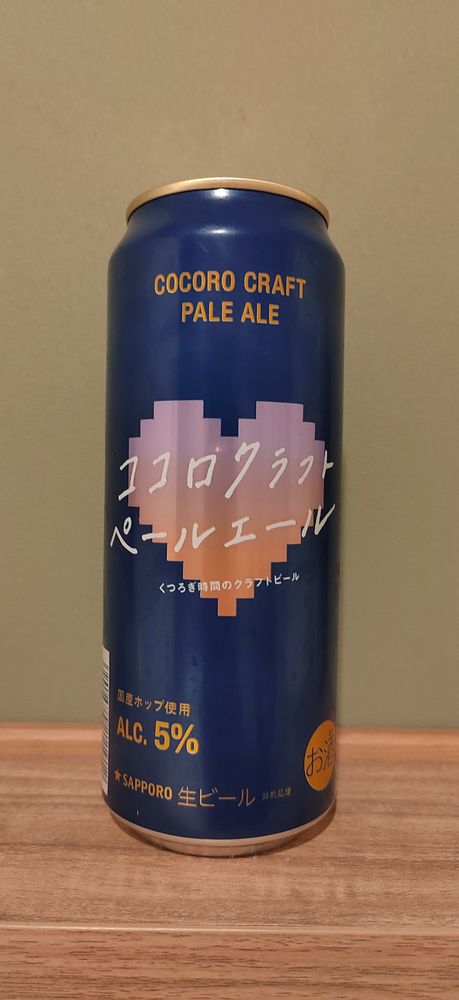 COCORO CRAFT
PALE ALE
ココロクラフト
ペールエール
くつろぎ時間のクラフトビール
国産ホップ使用
ALC. 5%
★SAPPORO 生ビール 非熱処理
お酒